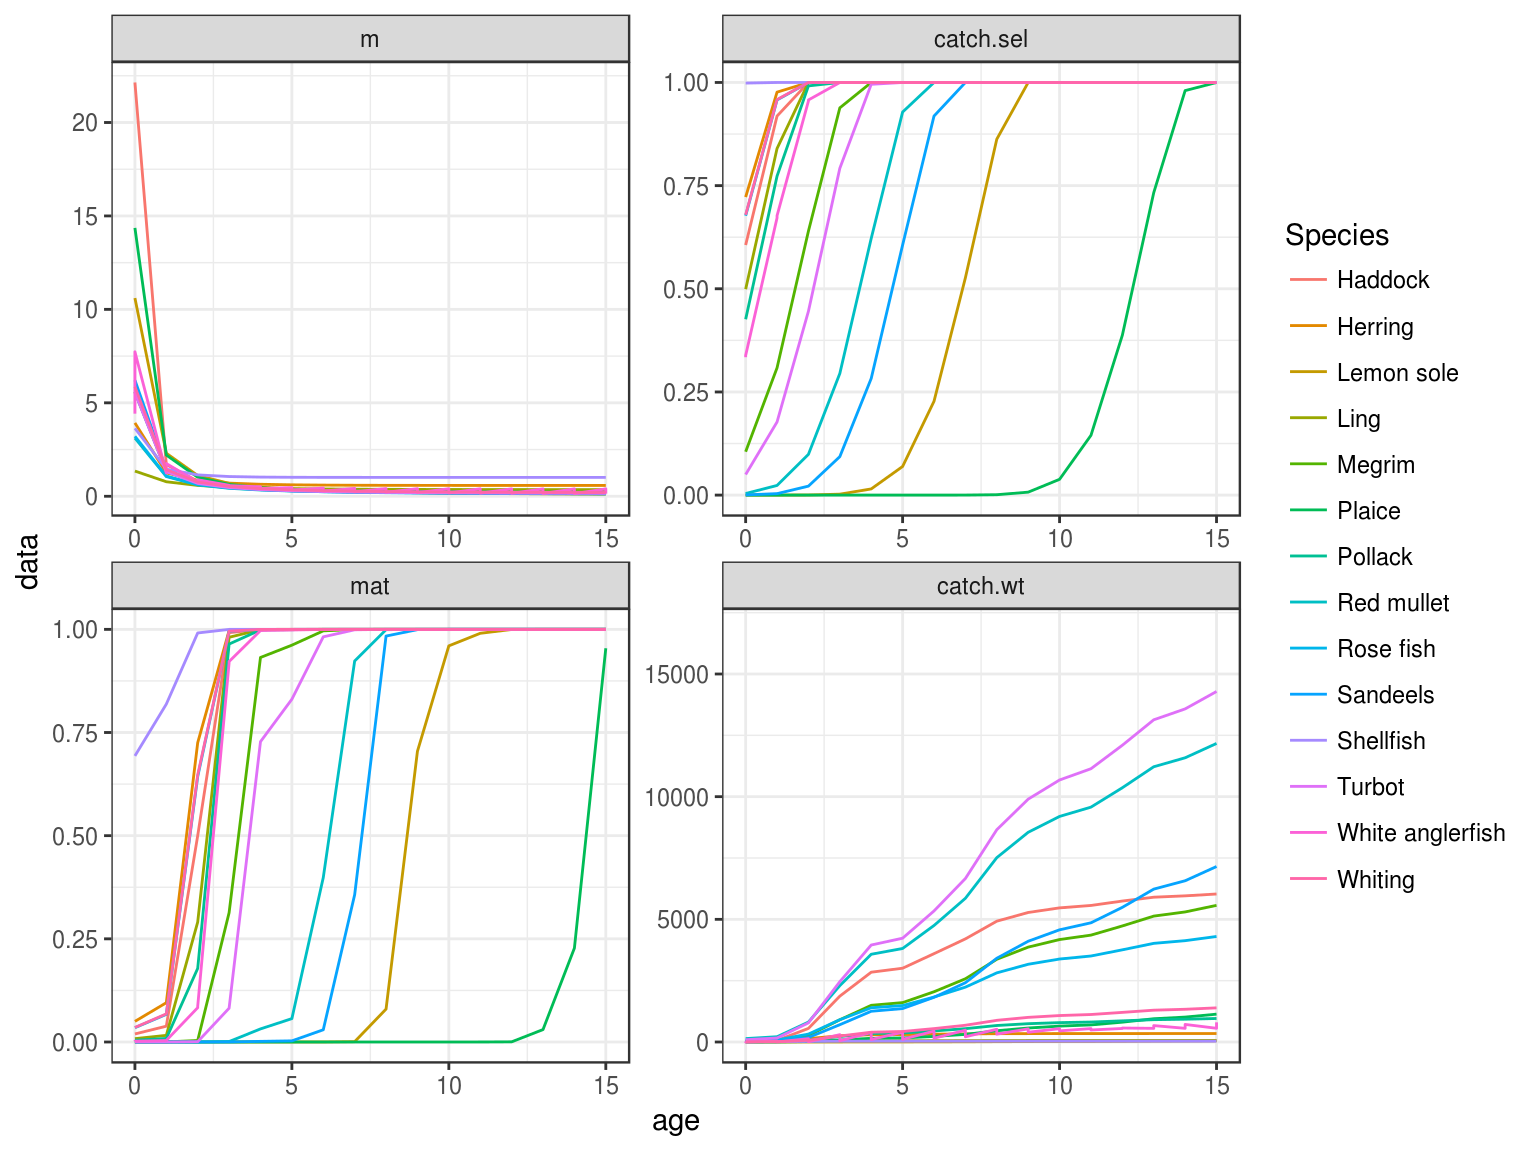 m
catch.sel
20
15
10
5
0
1.00
0.75
0.50
0.25
0.00
0 5 10 15
0 5 10 15
data
mat
catch.wt
1.00
0.75
0.50
0.25
0.00
15000
10000
5000
0
0 5 10 15
0 5 10 15
age
Species
Haddock
Herring
Lemon sole
Ling
Megrim
Plaice
Pollack
Red mullet
Rose fish
Sandeels
Shellfish
Turbot
White anglerfish
Whiting